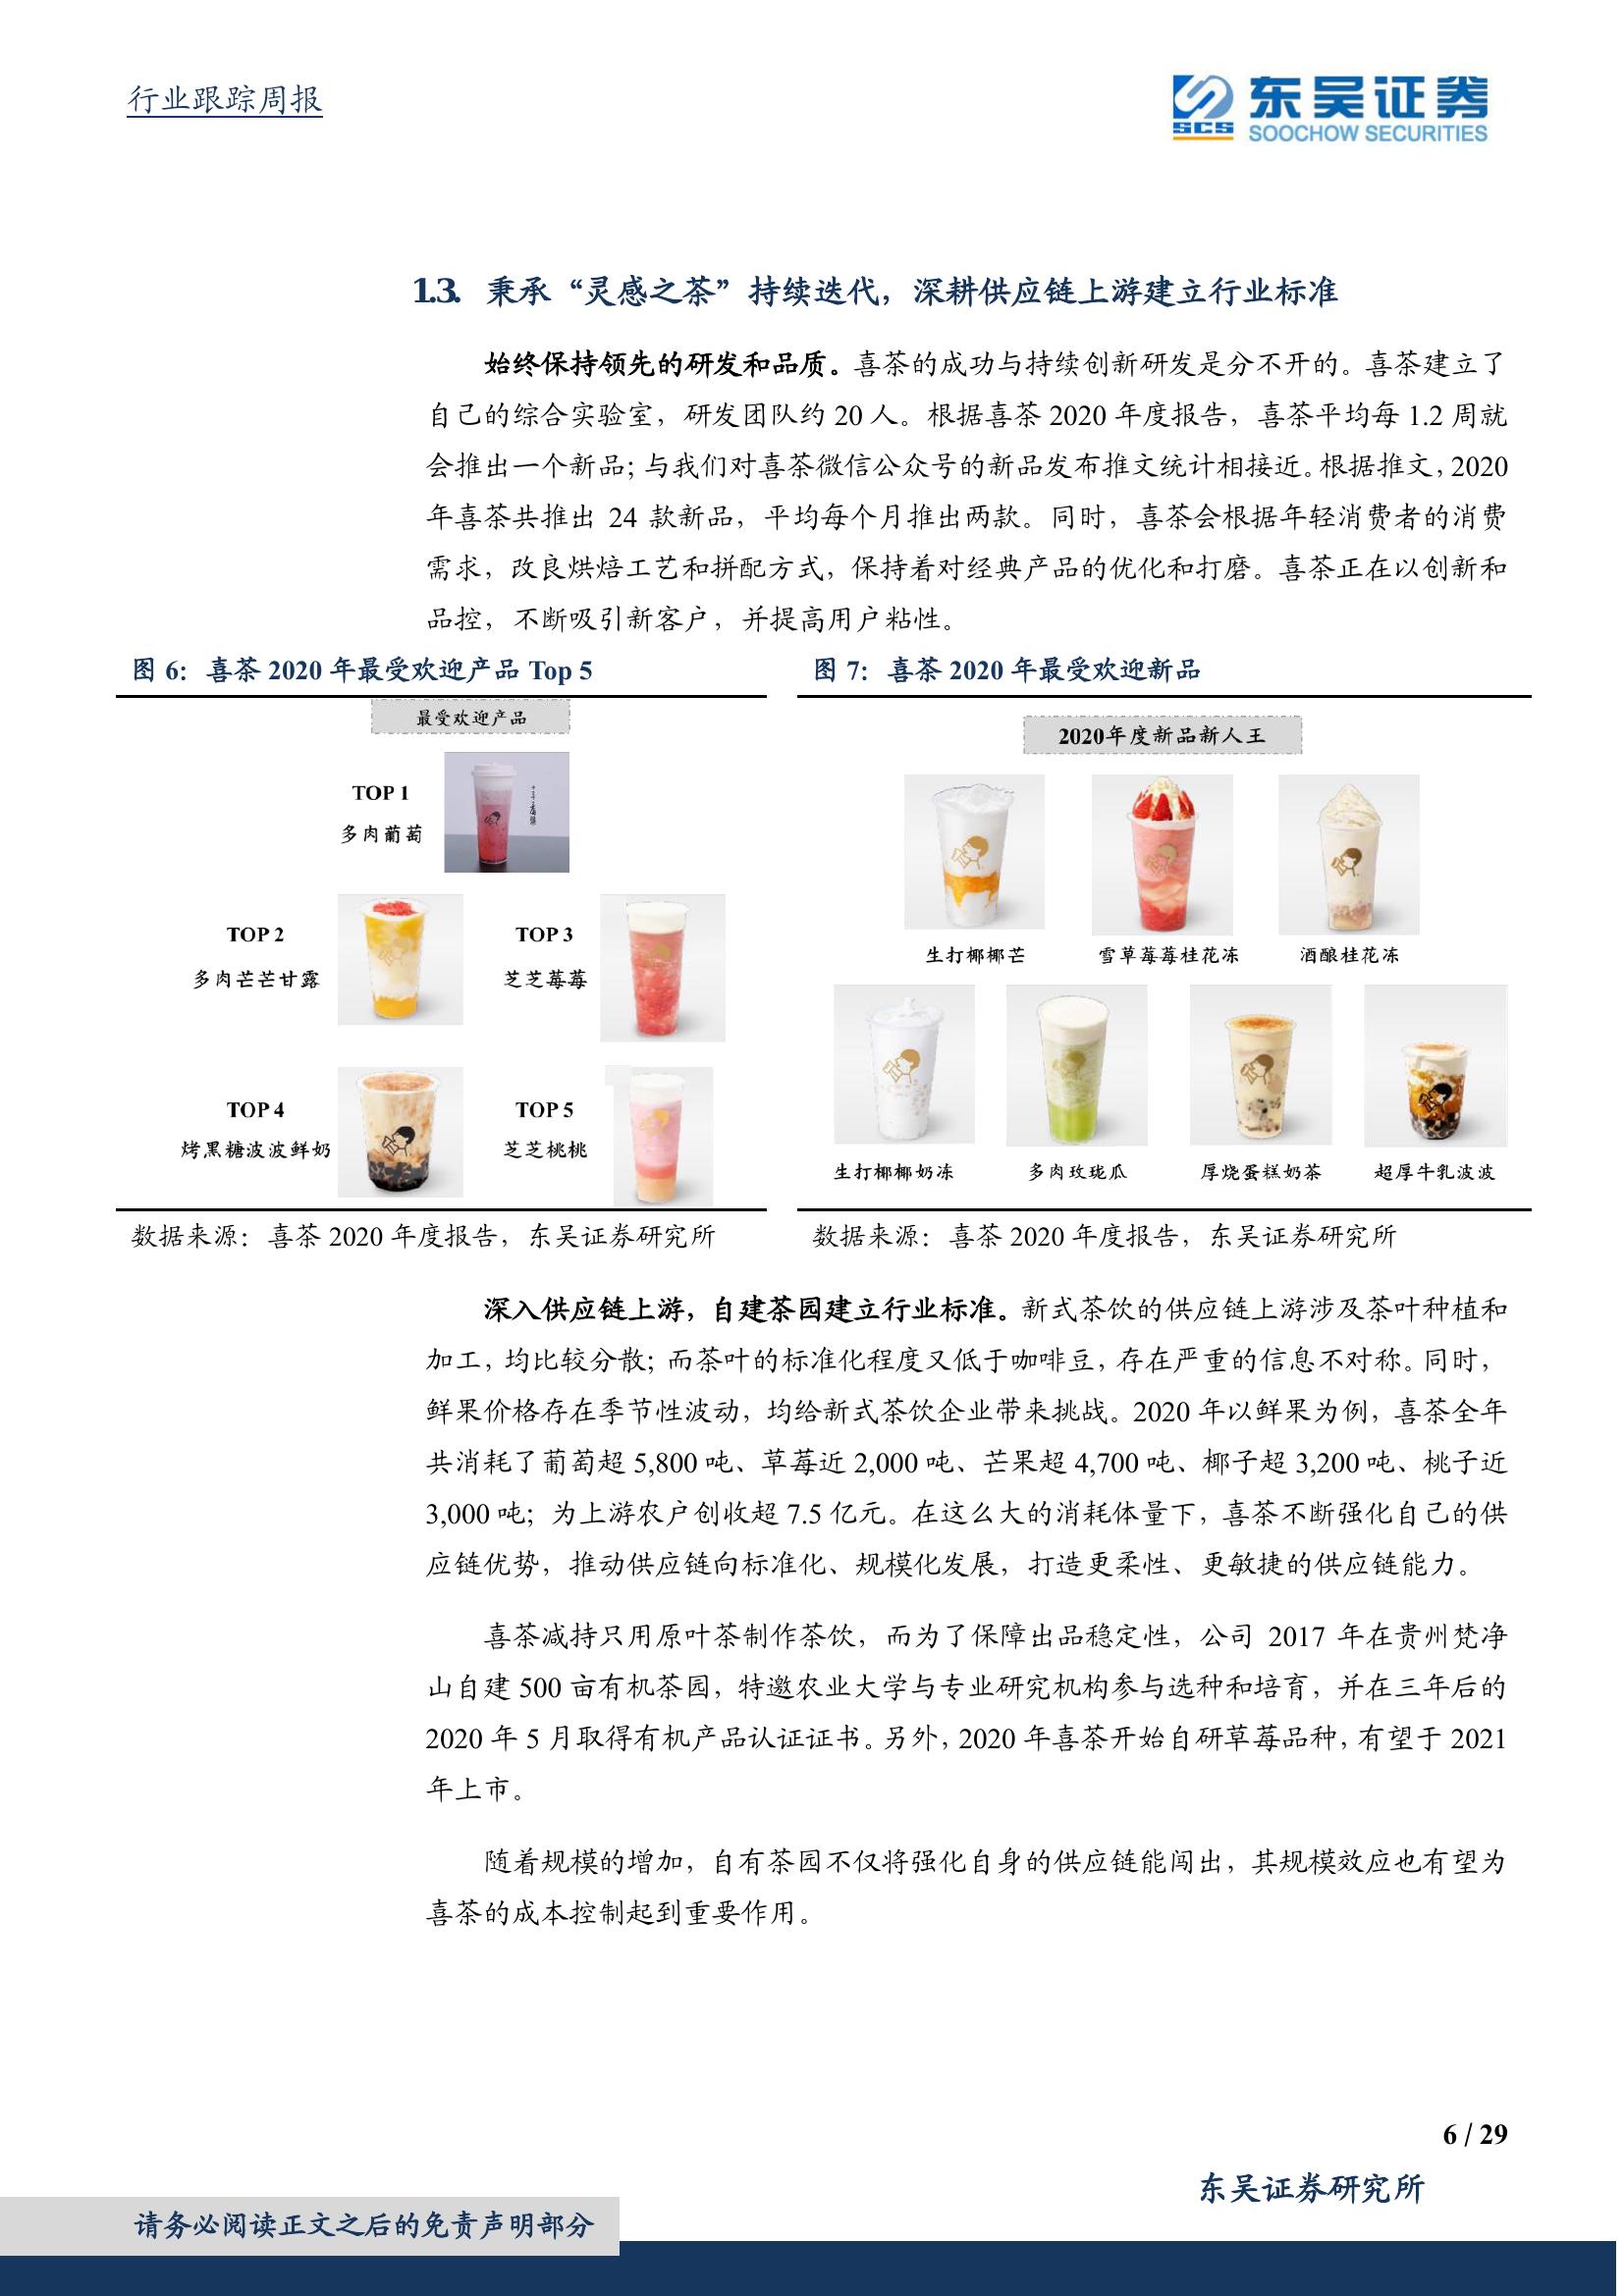 行业跟踪周报
SCS
东吴证券
SOOCHOW SECURITIES
1.3. 秉承“灵感之茶”持续迭代，深耕供应链上游建立行业标准
始终保持领先的研发和品质。喜茶的成功与持续创新研发是分不开的。喜茶建立了
自己的综合实验室，研发团队约 20 人。根据喜茶 2020 年度报告，喜茶平均每 1.2 周就
会推出一个新品；与我们对喜茶微信公众号的新品发布推文统计相接近。根据推文，2020
年喜茶共推出 24 款新品，平均每个月推出两款。同时，喜茶会根据年轻消费者的消费
需求，改良烘焙工艺和拼配方式，保持着对经典产品的优化和打磨。喜茶正在以创新和
品控，不断吸引新客户，并提高用户粘性。
图 6：喜茶 2020 年最受欢迎产品 Top 5
最受欢迎产品
TOP 1
多肉葡萄
TOP 2
多肉芒芒甘露
TOP 3
芝芝莓莓
TOP 4
烤黑糖波波鲜奶
TOP 5
芝芝桃桃
数据来源：喜茶 2020 年度报告，东吴证券研究所
图 7：喜茶 2020 年最受欢迎新品
2020年度新品新人王
生打椰椰芒
雪草莓莓桂花冻
酒酿桂花冻
生打椰椰奶冻
多肉玫珑瓜
厚烧蛋糕奶茶
超厚牛乳波波
数据来源：喜茶 2020 年度报告，东吴证券研究所
深入供应链上游，自建茶园建立行业标准。新式茶饮的供应链上游涉及茶叶种植和
加工，均比较分散；而茶叶的标准化程度又低于咖啡豆，存在严重的信息不对称。同时，
鲜果价格存在季节性波动，均给新式茶饮企业带来挑战。2020 年以鲜果为例，喜茶全年
共消耗了葡萄超 5,800 吨、草莓近 2,000 吨、芒果超 4,700 吨、椰子超 3,200 吨、桃子近
3,000 吨；为上游农户创收超 7.5 亿元。在这么大的消耗体量下，喜茶不断强化自己的供
应链优势，推动供应链向标准化、规模化发展，打造更柔性、更敏捷的供应链能力。
喜茶减持只用原叶茶制作茶饮，而为了保障出品稳定性，公司 2017 年在贵州梵净
山自建 500 亩有机茶园，特邀农业大学与专业研究机构参与选种和培育，并在三年后的
2020 年 5 月取得有机产品认证证书。另外，2020 年喜茶开始自研草莓品种，有望于 2021
年上市。
随着规模的增加，自有茶园不仅将强化自身的供应链能闯出，其规模效应也有望为
喜茶的成本控制起到重要作用。
6 / 29
东吴证券研究所
请务必阅读正文之后的免责声明部分